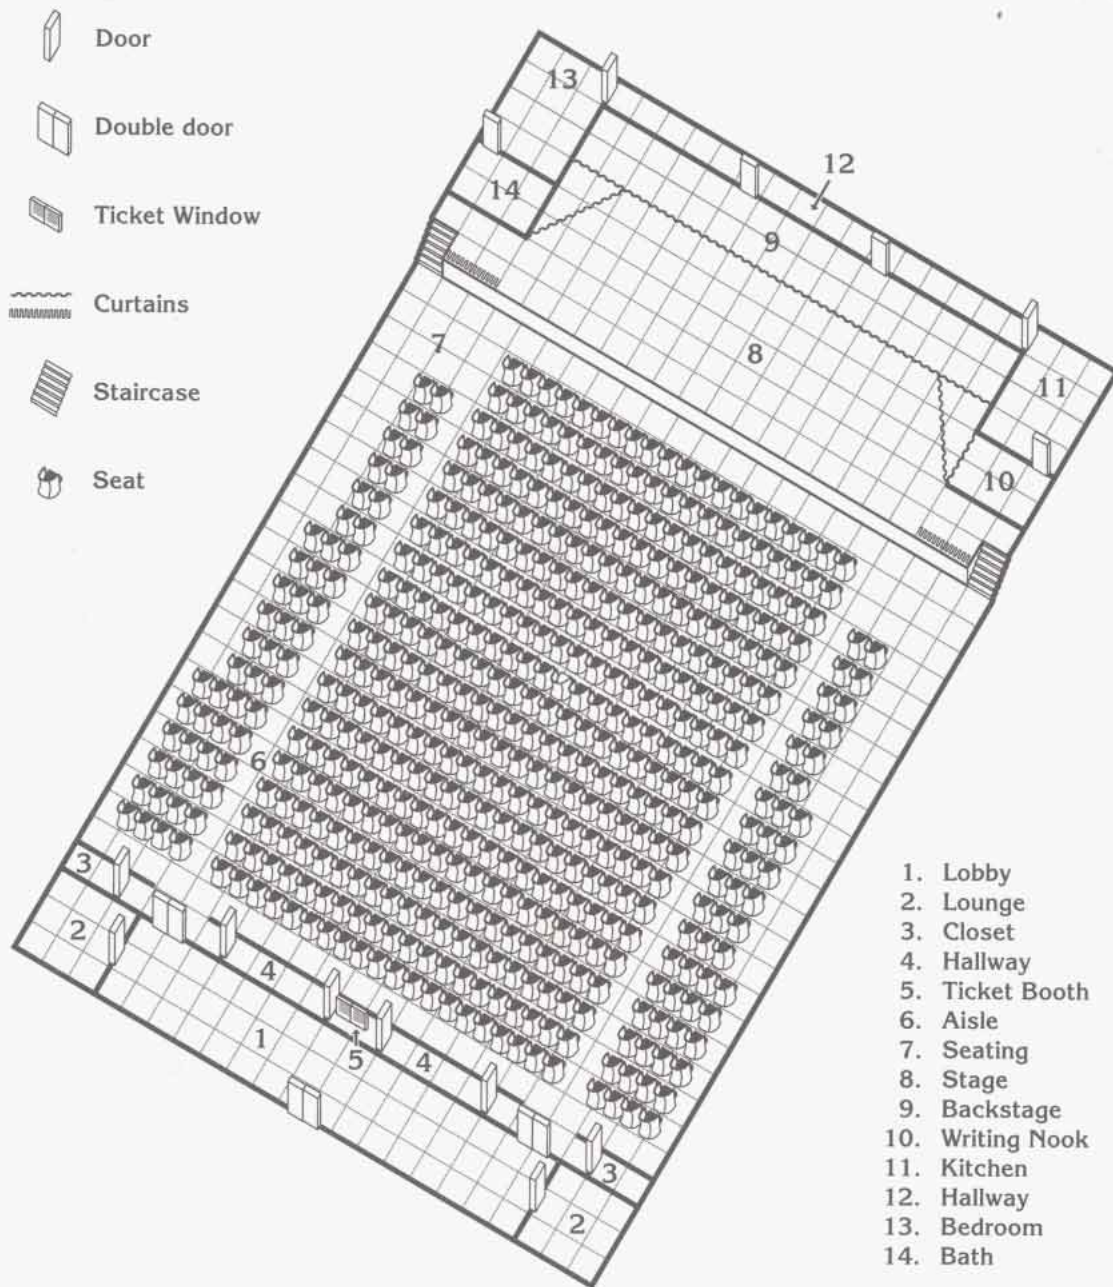 Door
Double door
Ticket Window
Curtains
Staircase
Seat
13
12
14
9
7
8
11
10
6
3
2
4
1
5
4
3
2
1. Lobby
2. Lounge
3. Closet
4. Hallway
5. Ticket Booth
6. Aisle
7. Seating
8. Stage
9. Backstage
10. Writing Nook
11. Kitchen
12. Hallway
13. Bedroom
14. Bath